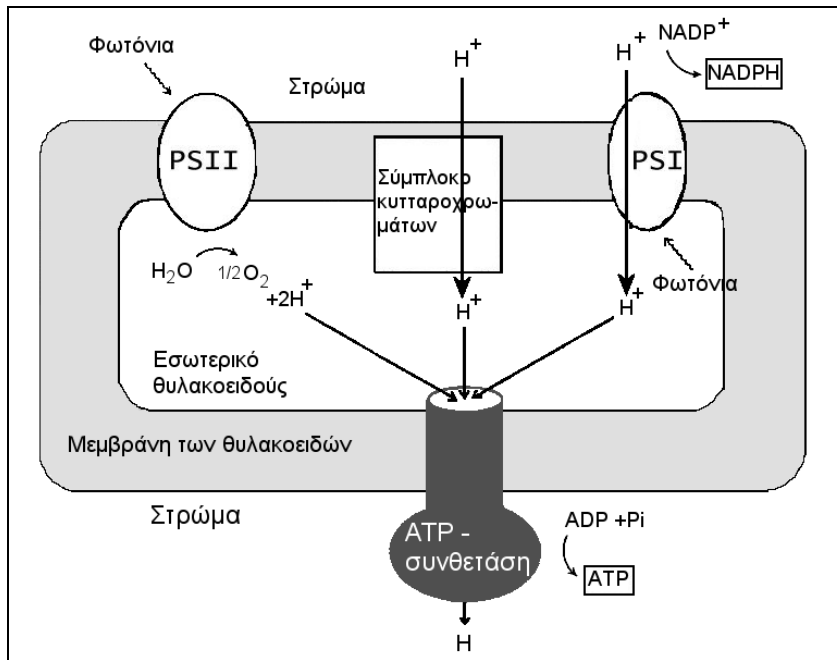 Φωτόνια
Στρώμα
H+
H+
NADP+
NADPH
PSII
Σύμπλοκο
κυτταροχρω-
μάτων
PSI
H2O
1/2O2
+2H+
H+
H+
Φωτόνια
Εσωτερικό
θυλακοειδούς
Μεμβράνη των θυλακοειδών
Στρώμα
ATP -
συνθετάση
ADP +Pi
ATP
H